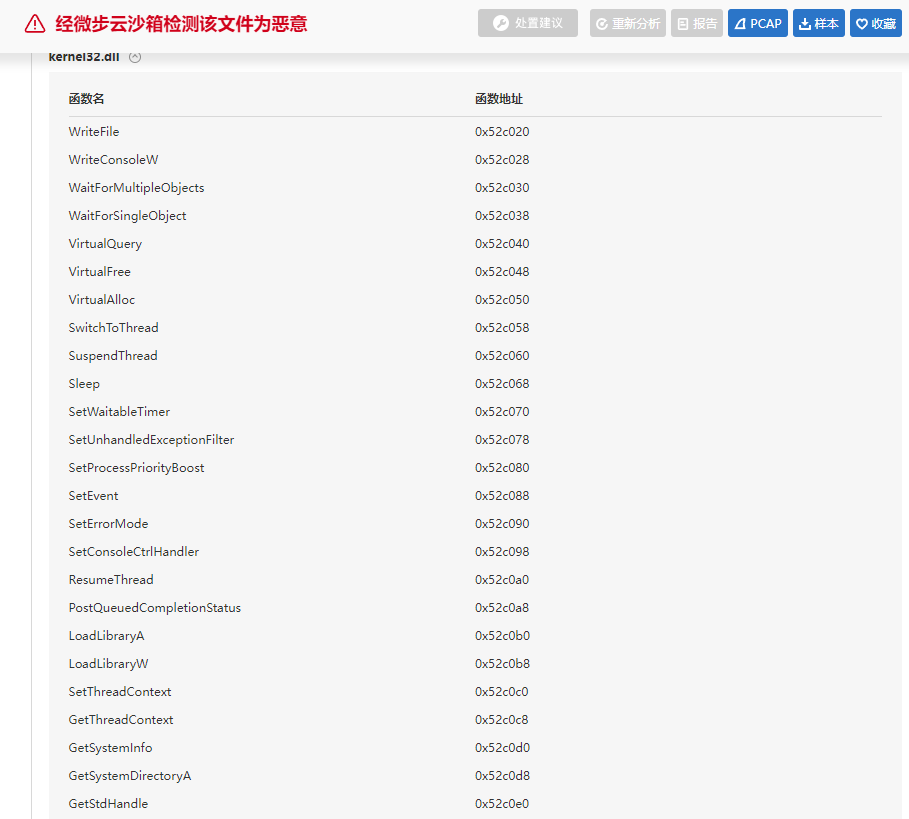 经微步云沙箱检测该文件为恶意
处置建议 重新分析 报告 PCAP 样本 收藏
kernel32.dll
函数名 函数地址
WriteFile 0x52c020
WriteConsoleW 0x52c028
WaitForMultipleObjects 0x52c030
WaitForSingleObject 0x52c038
VirtualQuery 0x52c040
VirtualFree 0x52c048
VirtualAlloc 0x52c050
SwitchToThread 0x52c058
SuspendThread 0x52c060
Sleep 0x52c068
SetWaitableTimer 0x52c070
SetUnhandledExceptionFilter 0x52c078
SetProcessPriorityBoost 0x52c080
SetEvent 0x52c088
SetErrorMode 0x52c090
SetConsoleCtrlHandler 0x52c098
ResumeThread 0x52c0a0
PostQueuedCompletionStatus 0x52c0a8
LoadLibraryA 0x52c0b0
LoadLibraryW 0x52c0b8
SetThreadContext 0x52c0c0
GetThreadContext 0x52c0c8
GetSystemInfo 0x52c0d0
GetSystemDirectoryA 0x52c0d8
GetStdHandle 0x52c0e0